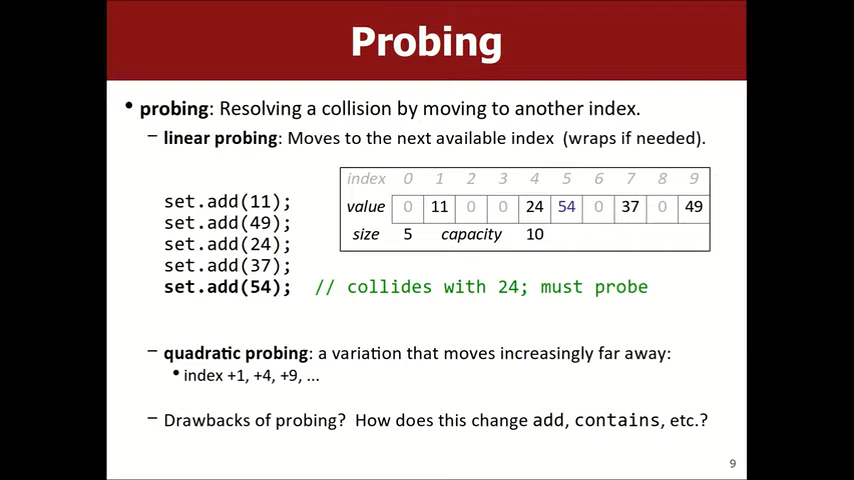 Probing
• probing: Resolving a collision by moving to another index.
– linear probing: Moves to the next available index (wraps if needed).
index 0 1 2 3 4 5 6 7 8 9
value 0 11 0 0 24 54 0 37 0 49
size 5 capacity 10
set.add(11);
set.add(49);
set.add(24);
set.add(37);
set.add(54); // collides with 24; must probe
– quadratic probing: a variation that moves increasingly far away:
• index +1, +4, +9, ...
– Drawbacks of probing? How does this change add, contains, etc.?
9